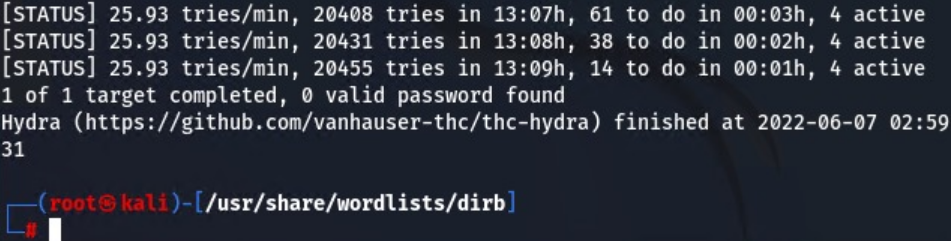 [STATUS] 25.93 tries/min, 20408 tries in 13:07h, 61 to do in 00:03h, 4 active
[STATUS] 25.93 tries/min, 20431 tries in 13:08h, 38 to do in 00:02h, 4 active
[STATUS] 25.93 tries/min, 20455 tries in 13:09h, 14 to do in 00:01h, 4 active
1 of 1 target completed, 0 valid password found
Hydra (https://github.com/vanhauser-thc/thc-hydra) finished at 2022-06-07 02:59
31
┌──(root㉿kali)-[/usr/share/wordlists/dirb]
└─#